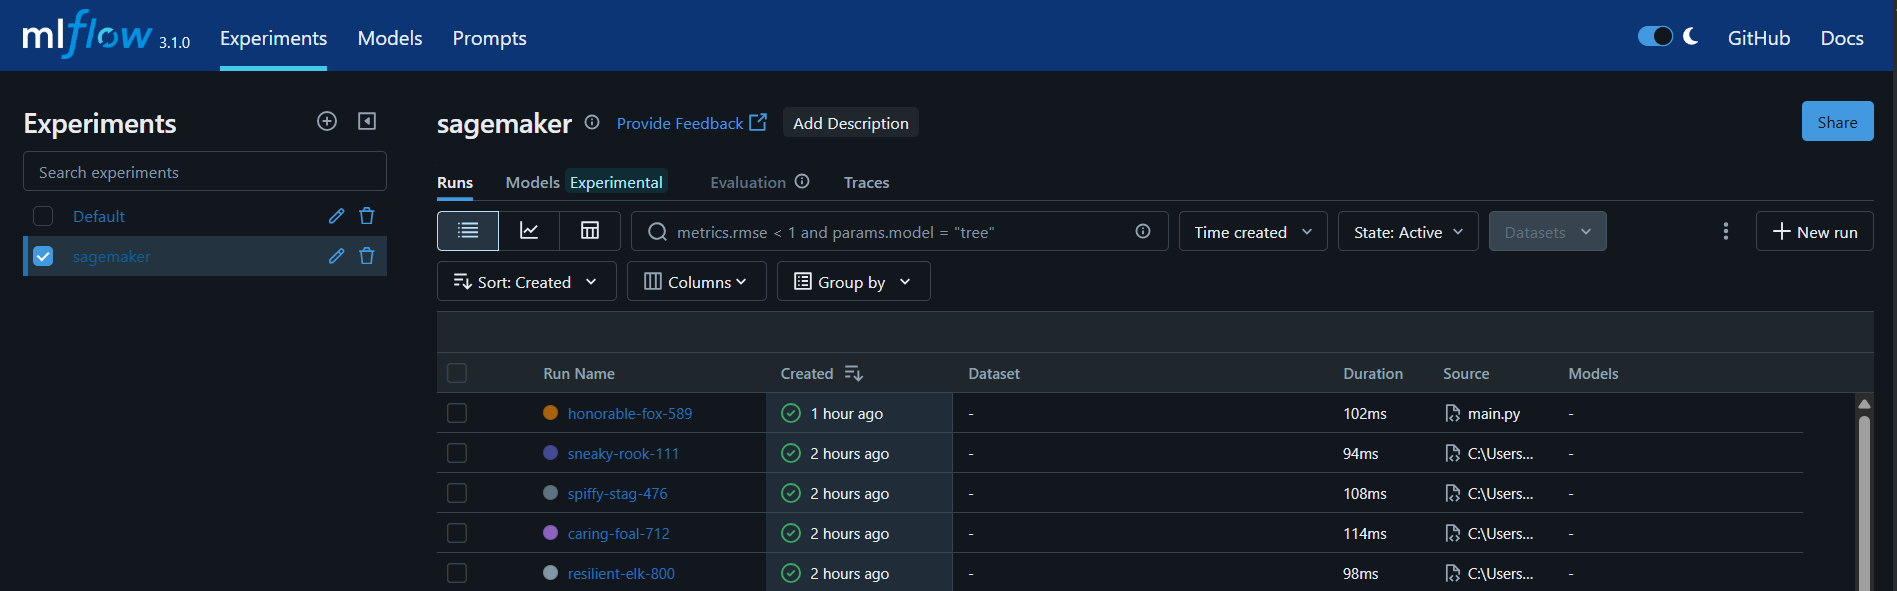 mlflow 3.1.0 Experiments Models Prompts GitHub Docs
Experiments
Search experiments
Default
sagemaker
sagemaker Provide Feedback Add Description Share
Runs Models Experimental Evaluation Traces
metrics.rmse < 1 and params.model = "tree" Time created State: Active Datasets New run
Sort: Created Columns Group by
Run Name Created Dataset Duration Source Models
honorable-fox-589 1 hour ago - 102ms main.py -
sneaky-rook-111 2 hours ago - 94ms C:\Users... -
spiffy-stag-476 2 hours ago - 108ms C:\Users... -
caring-foal-712 2 hours ago - 114ms C:\Users... -
resilient-elk-800 2 hours ago - 98ms C:\Users... -